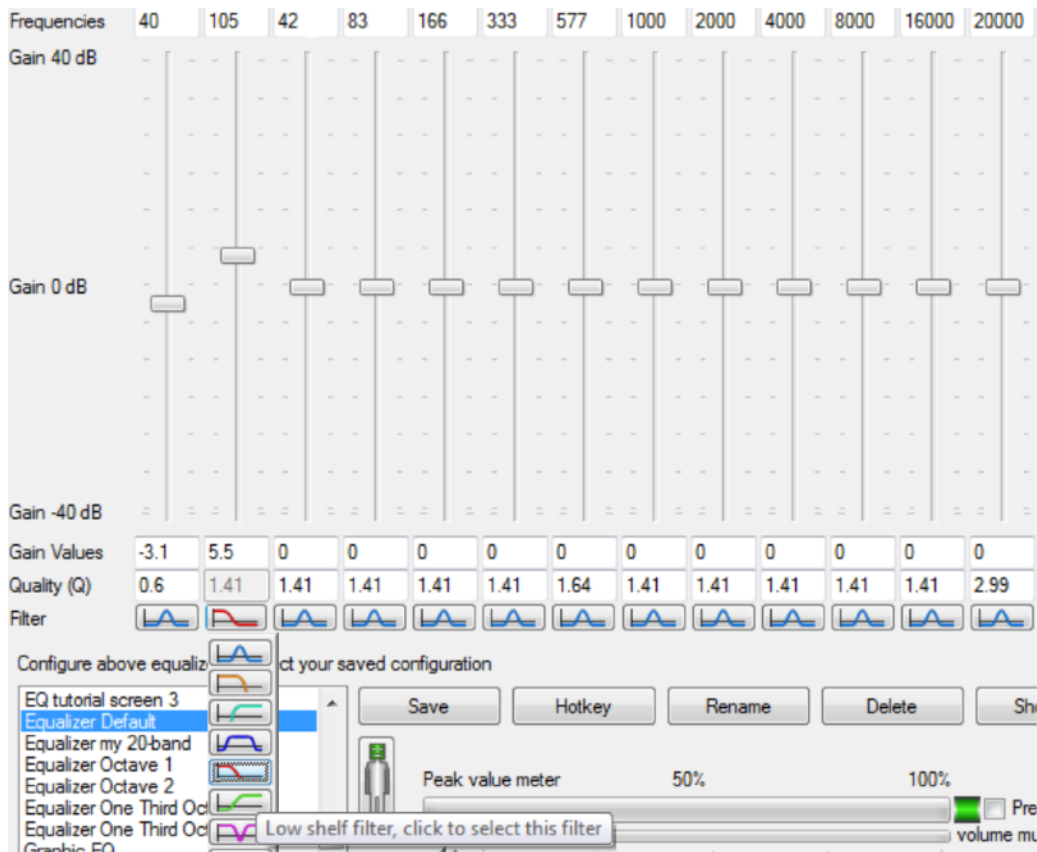 Frequencies 40 105 42 83 166 333 577 1000 2000 4000 8000 16000 20000
Gain 40 dB
Gain 0 dB
Gain -40 dB
Gain Values -3.1 5.5 0 0 0 0 0 0 0 0 0 0 0
Quality (Q) 0.6 1.41 1.41 1.41 1.41 1.41 1.64 1.41 1.41 1.41 1.41 1.41 2.99
Filter
Configure above equaliz ct your saved configuration
EQ tutorial screen 3
Equalizer Default
Equalizer my 20-band
Equalizer Octave 1
Equalizer Octave 2
Equalizer One Third Oct
Equalizer One Third Oct
Graphic EQ
Save Hotkey Rename Delete Sh
Peak value meter 50% 100%
Pre
volume mu
Low shelf filter, click to select this filter